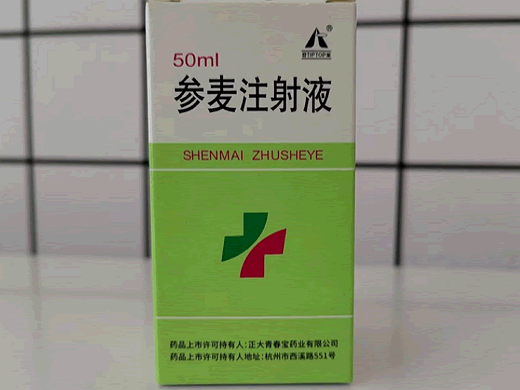 50ml
参麦注射液
SHENMAI ZHUSHEYE
药品上市许可持有人:正大青春宝药业有限公司
药品上市许可持有人地址:杭州市西溪路551号